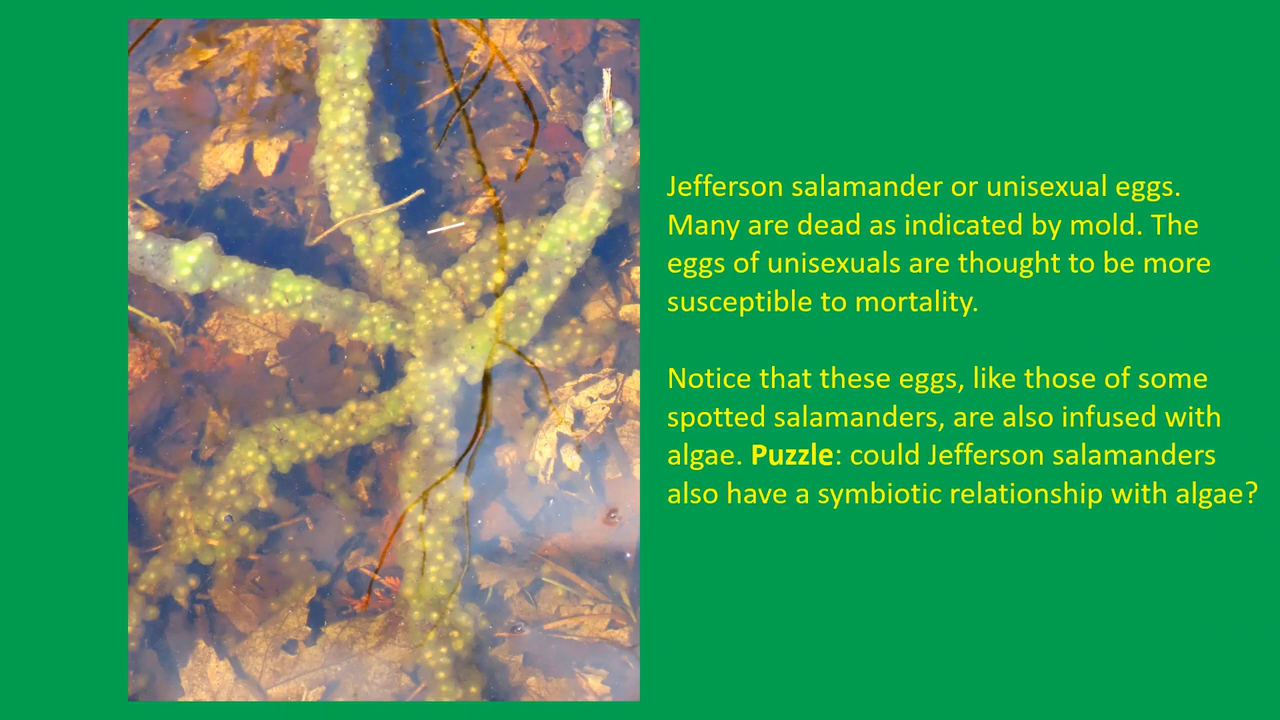 Jefferson salamander or unisexual eggs.
Many are dead as indicated by mold. The
eggs of unisexuals are thought to be more
susceptible to mortality.
Notice that these eggs, like those of some
spotted salamanders, are also infused with
algae. Puzzle: could Jefferson salamanders
also have a symbiotic relationship with algae?